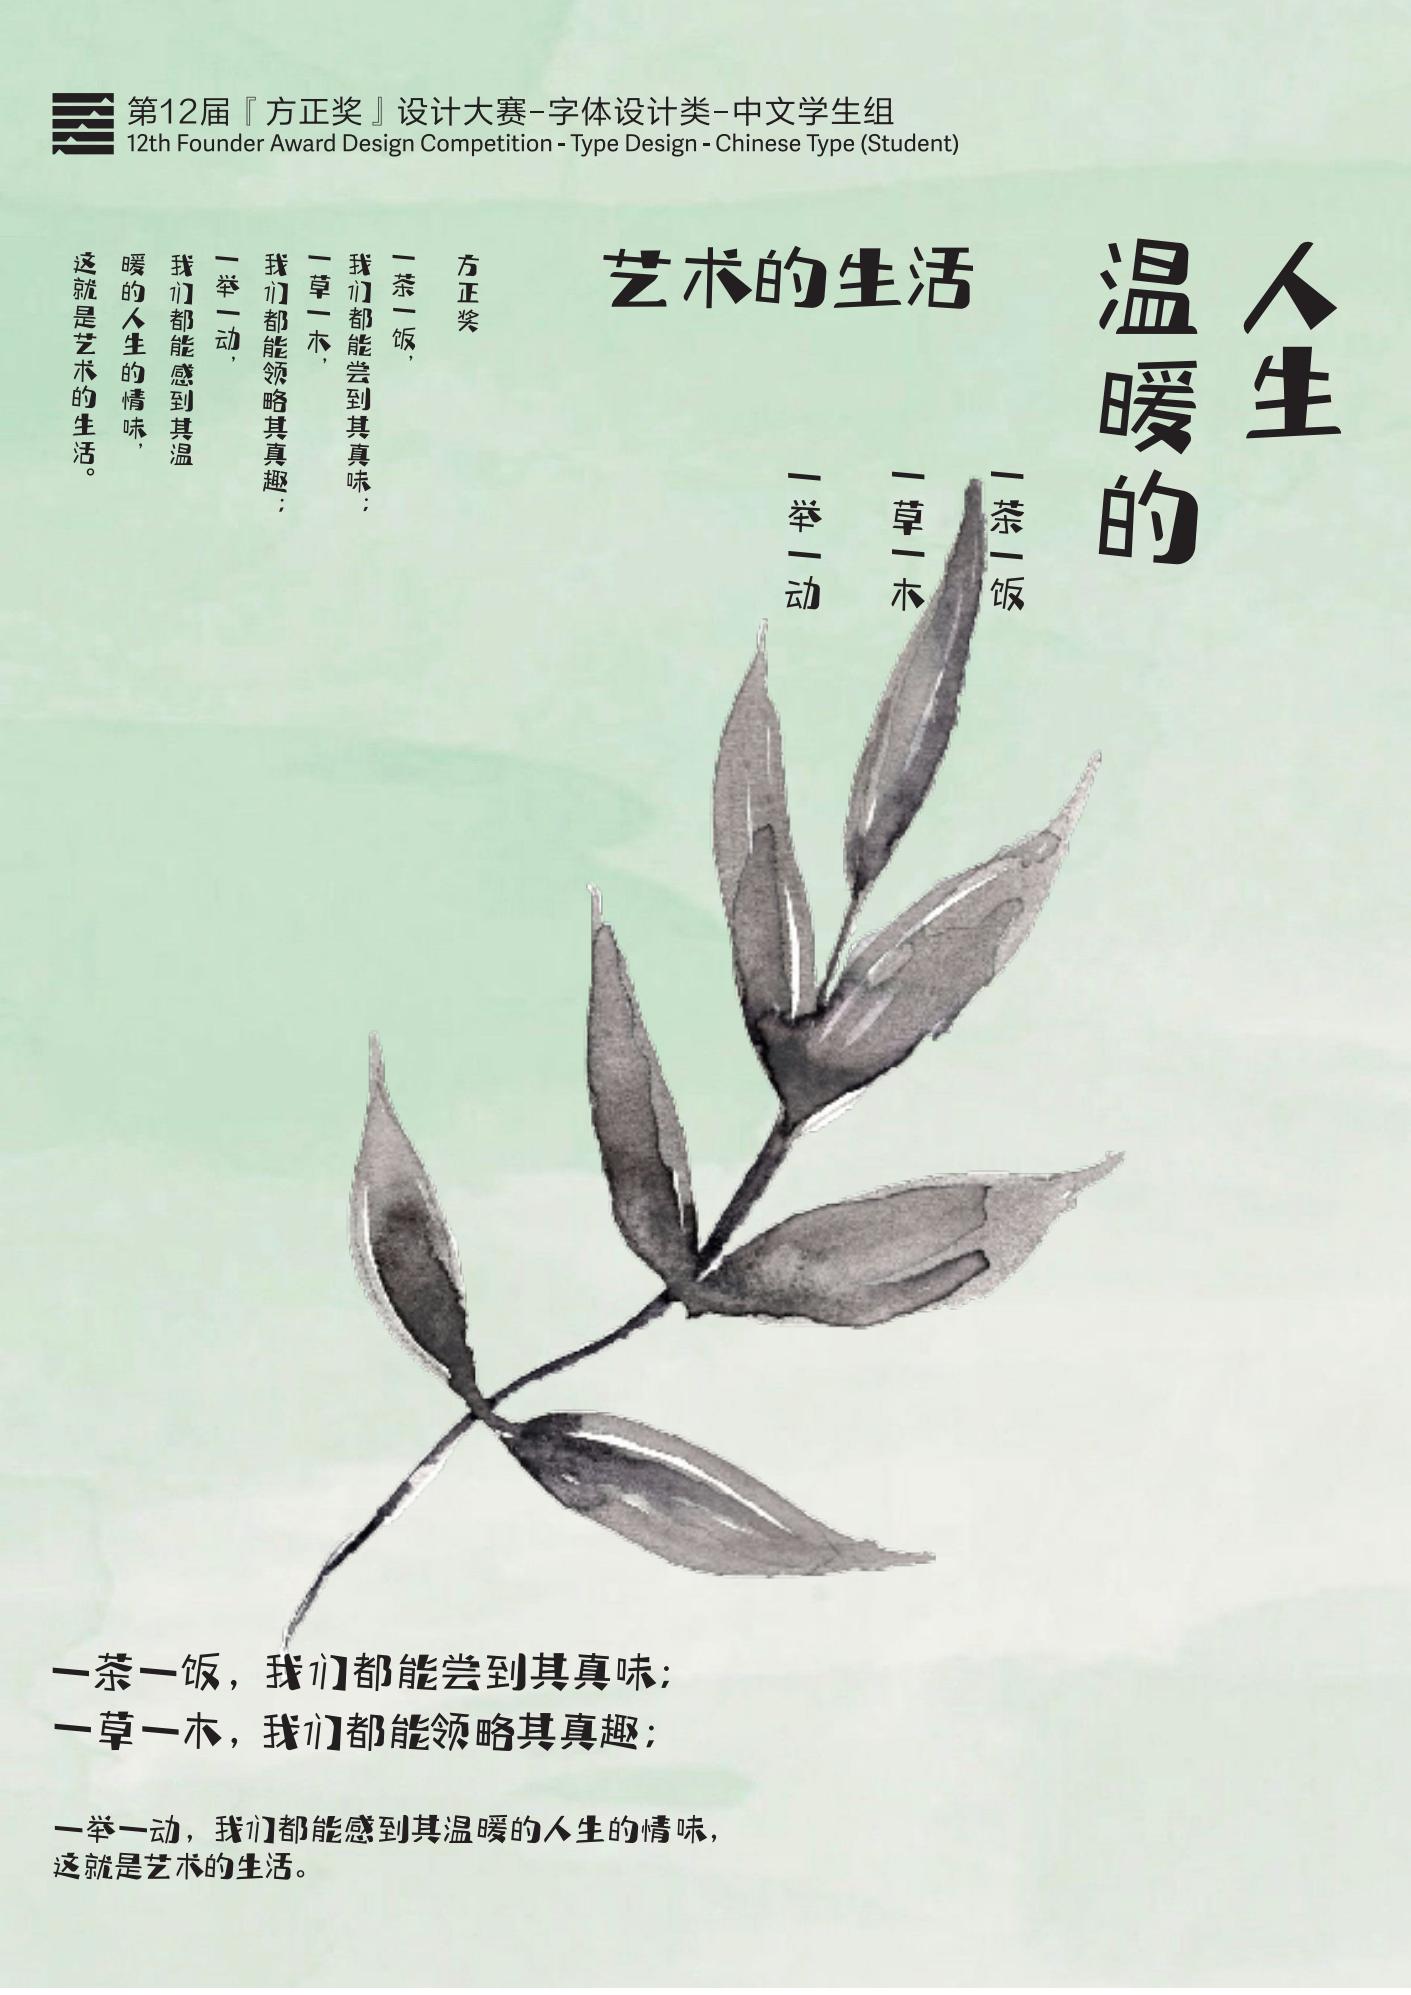 第12届『方正奖』设计大赛-字体设计类-中文学生组
12th Founder Award Design Competition - Type Design - Chinese Type (Student)
人生
温暖的
艺术的生活
一茶一饭
一草一木
一举一动
方正奖
一茶一饭，
我们都能尝到其真味；
一草一木，
我们都能领略其真趣；
一举一动，
我们都能感到其温
暖的人生的情味，
这就是艺术的生活。
一茶一饭，我们都能尝到其真味；
一草一木，我们都能领略其真趣；
一举一动，我们都能感到其温暖的人生的情味，
这就是艺术的生活。